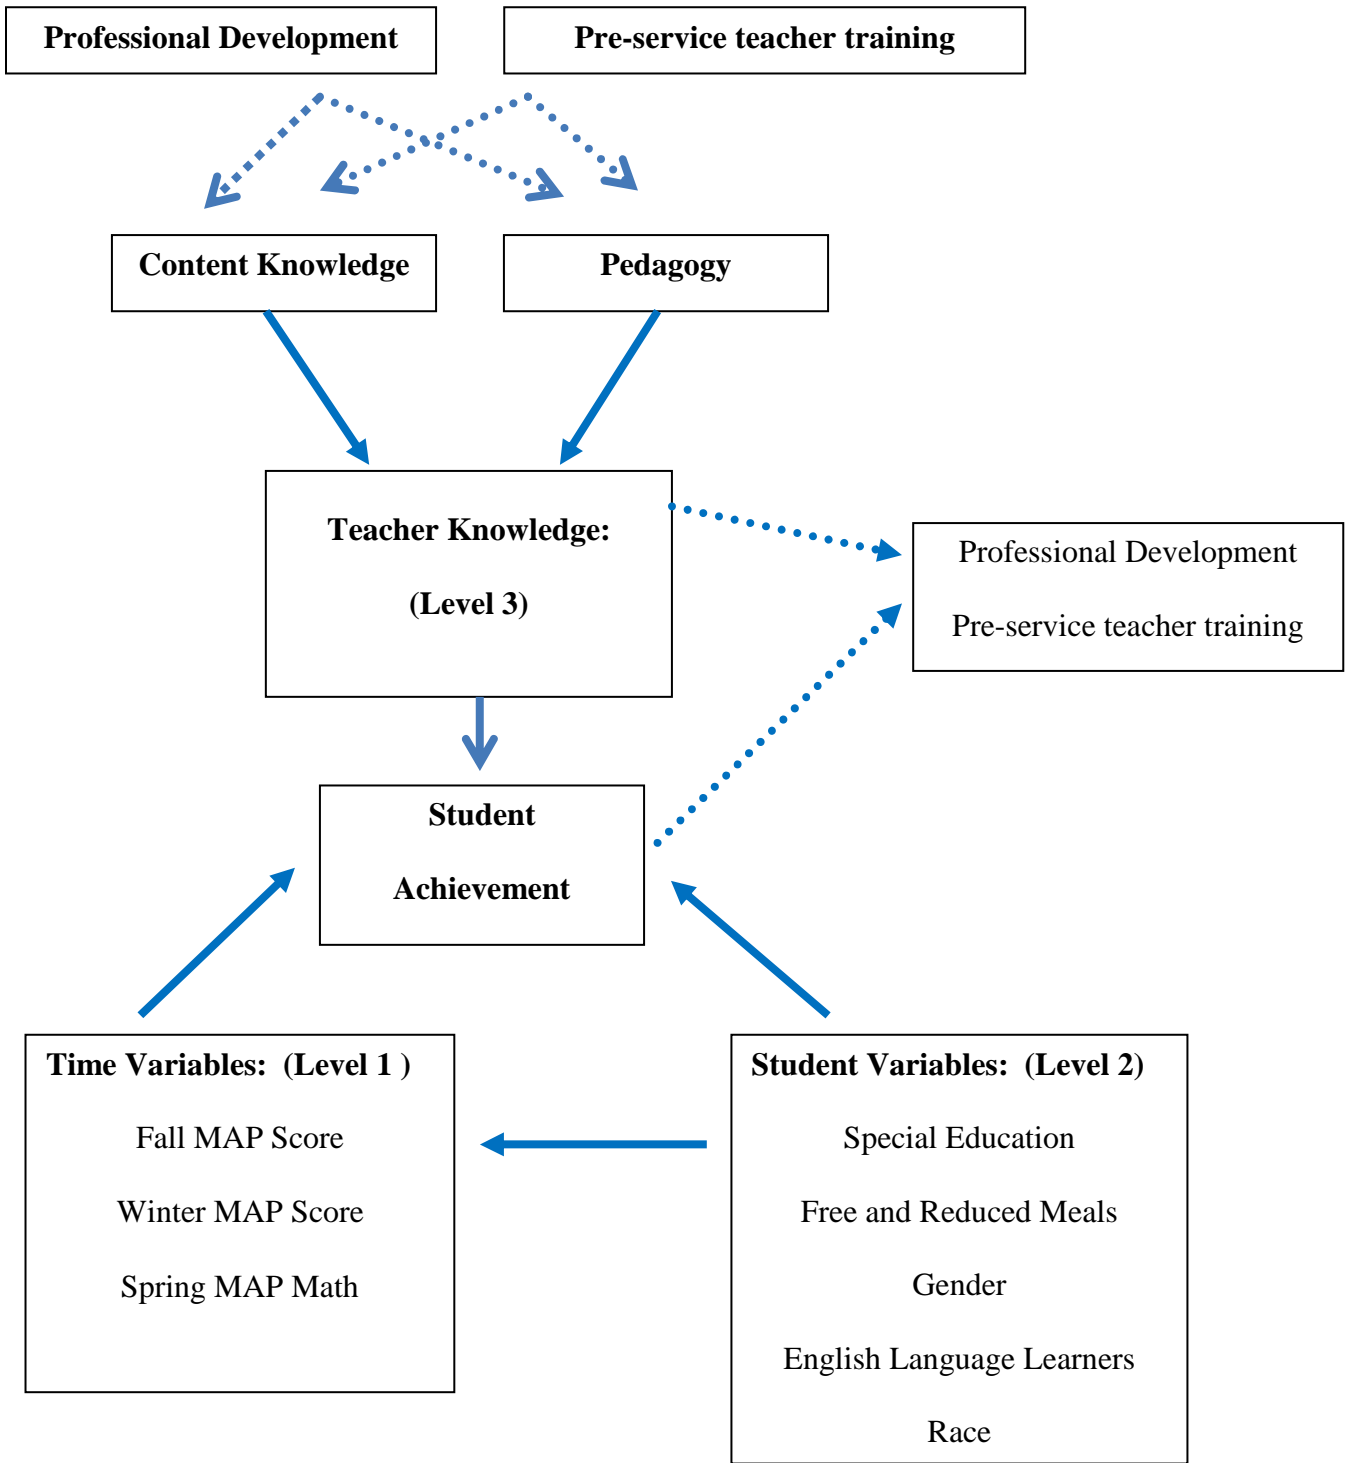 Professional Development
Pre-service teacher training
Content Knowledge
Pedagogy
Teacher Knowledge:
(Level 3)
Professional Development
Pre-service teacher training
Student
Achievement
Time Variables:  (Level 1 )
Fall MAP Score
Winter MAP Score
Spring MAP Math
Student Variables:  (Level 2)
Special Education
Free and Reduced Meals
Gender
English Language Learners
Race